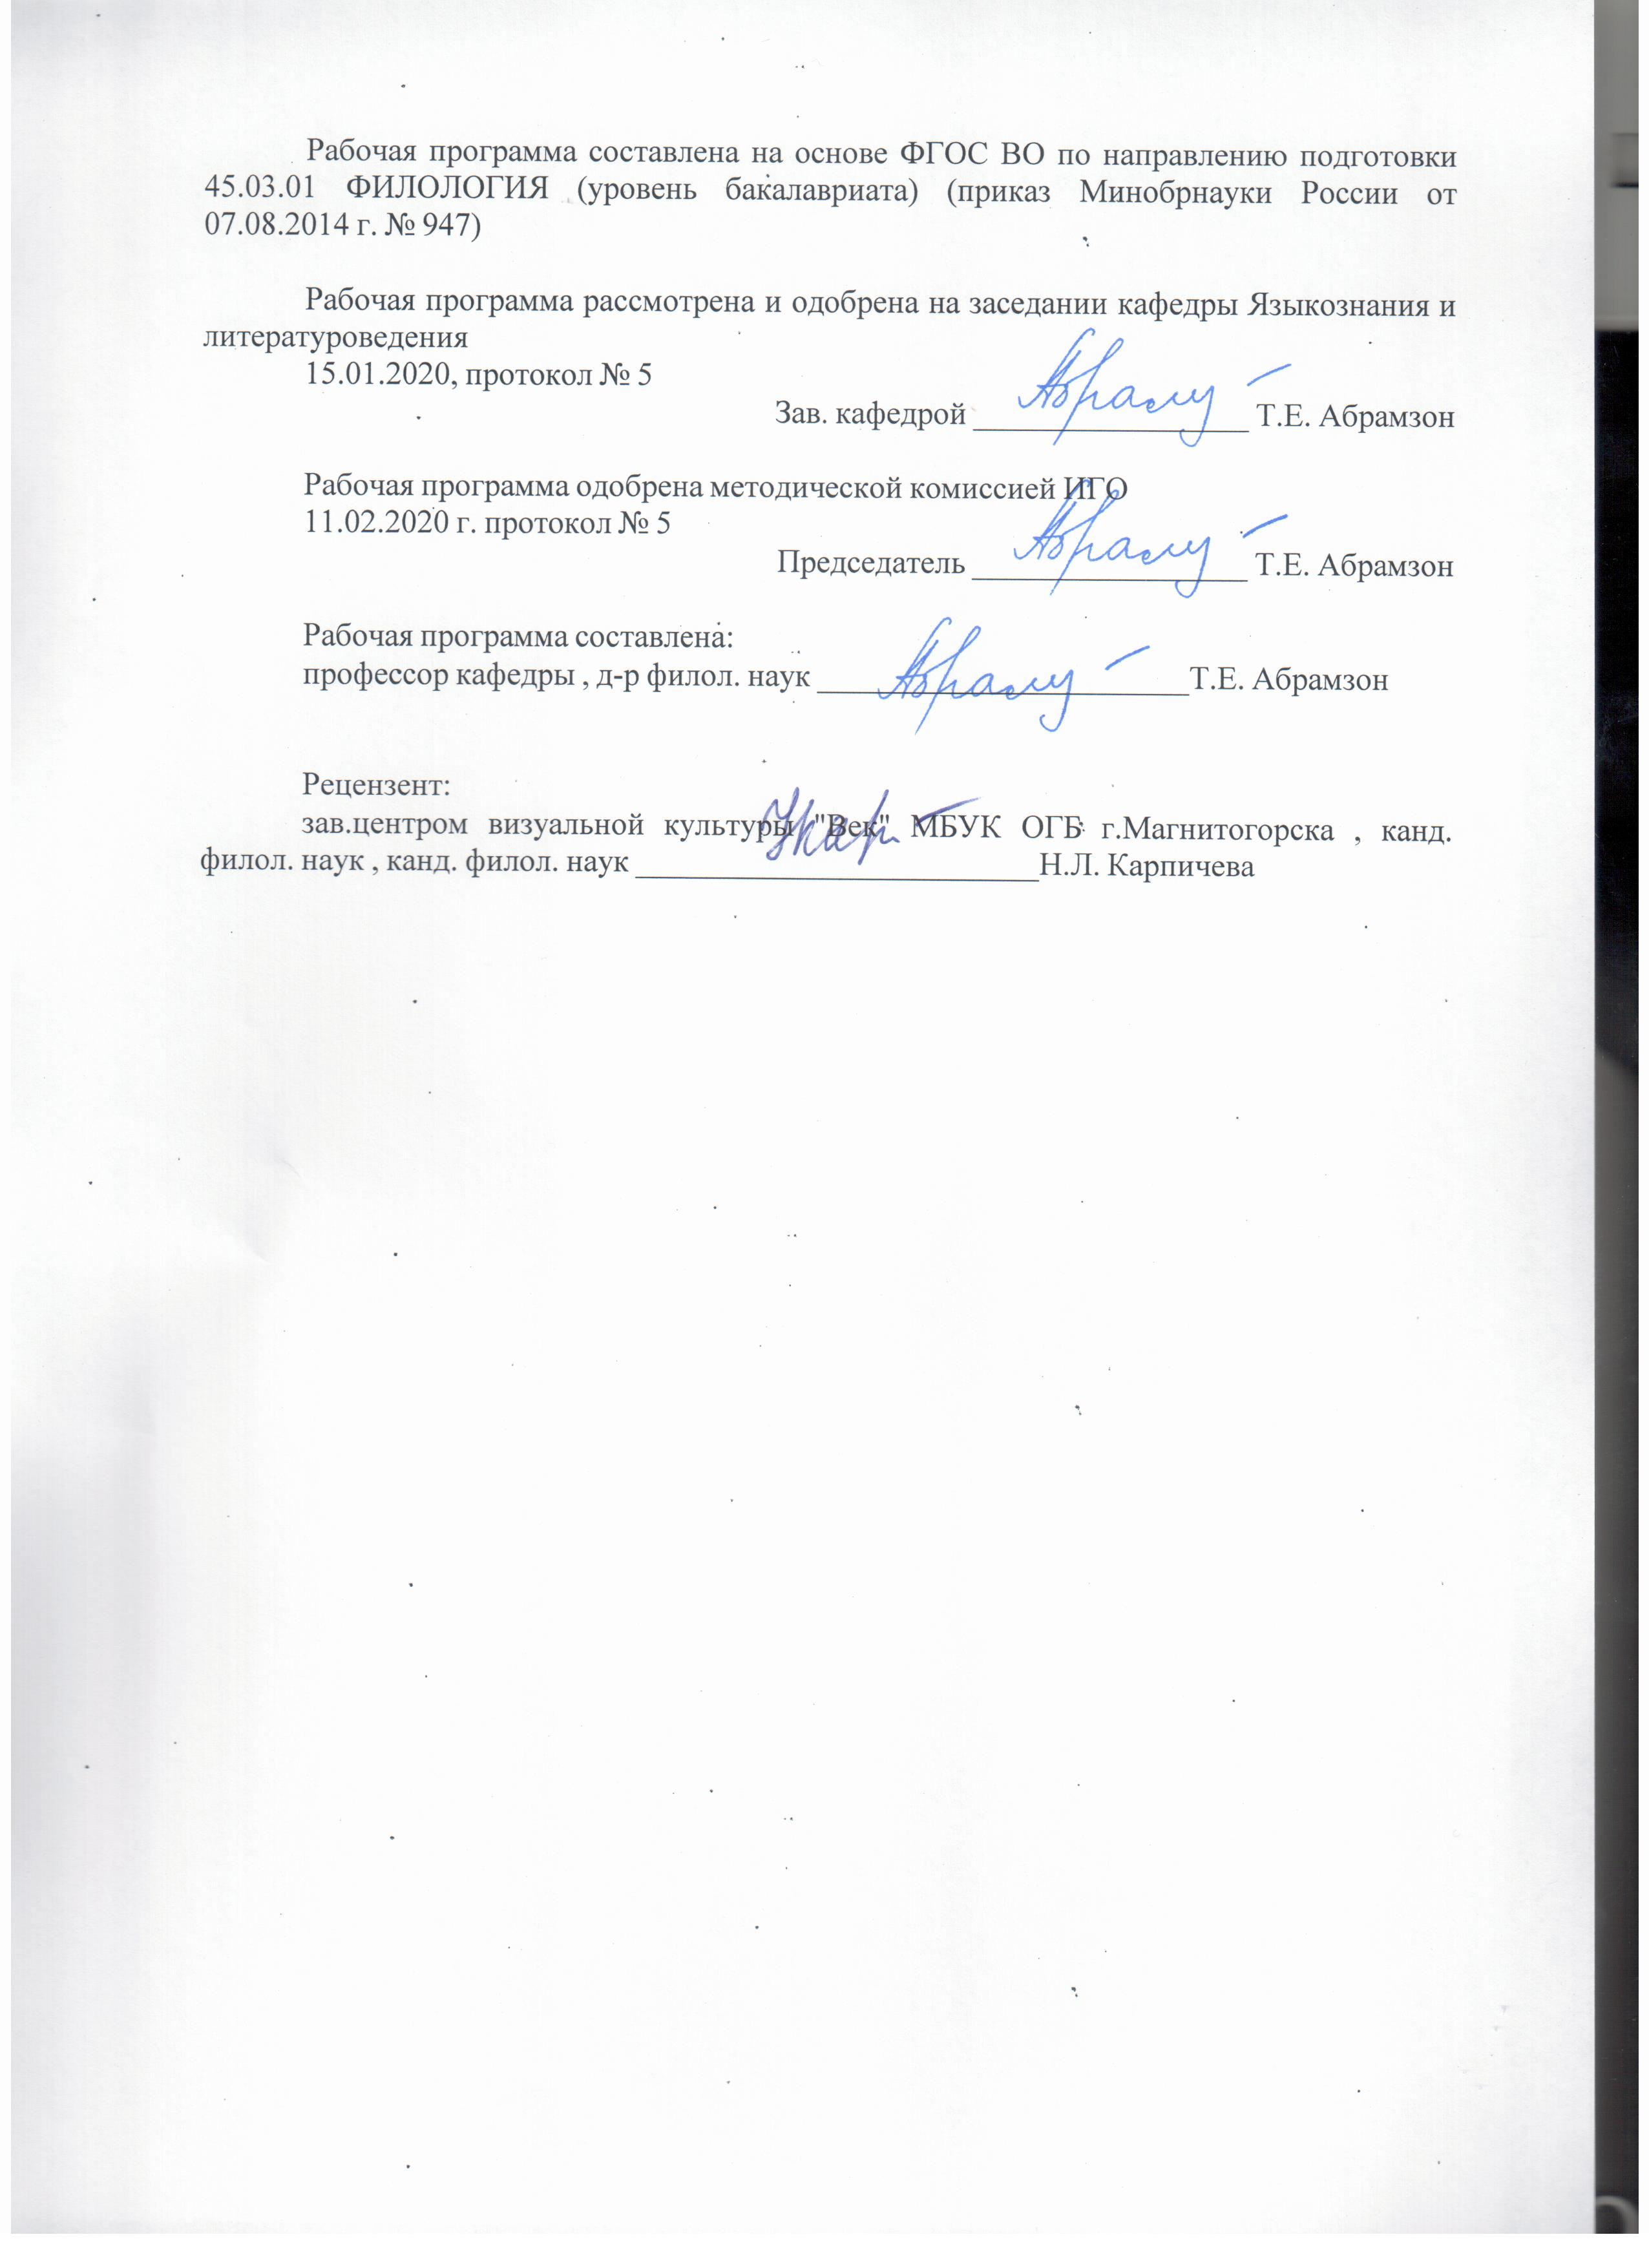 Рабочая программа составлена на основе ФГОС ВО по направлению подготовки
45.03.01 ФИЛОЛОГИЯ (уровень бакалавриата) (приказ Минобрнауки России от
07.08.2014 г. № 947)
Рабочая программа рассмотрена и одобрена на заседании кафедры Языкознания и
литературоведения
15.01.2020, протокол № 5
Зав. кафедрой ________________ Т.Е. Абрамзон
Рабочая программа одобрена методической комиссией ИГО
11.02.2020 г. протокол № 5
Председатель ________________ Т.Е. Абрамзон
Рабочая программа составлена:
профессор кафедры , д-р филол. наук ______________________Т.Е. Абрамзон
Рецензент:
зав.центром визуальной культуры "Век" МБУК ОГБ г.Магнитогорска , канд.
филол. наук , канд. филол. наук ________________________Н.Л. Карпичева